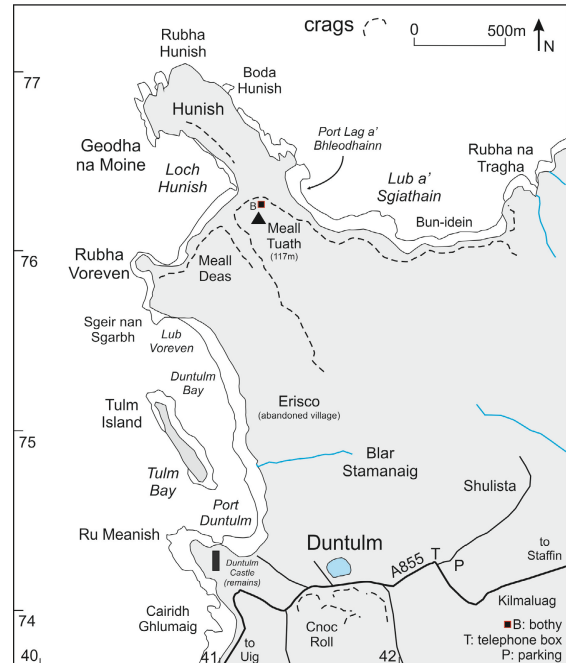 crags
0 500m
N
Rubha
Hunish
77
Boda
Hunish
Hunish
Geodha
na Moine
Port Lag a'
Bhleodhainn
Rubha na
Tragha
Loch
Hunish
Lub a'
Sgiathain
B
Bun-idein
Meall
Tuath
(117m)
76
Rubha
Voreven
Meall
Deas
Sgeir nan
Sgarbh
Lub
Voreven
Duntulm
Bay
Tulm
Island
Erisco
(abandoned village)
75
Blar
Stamanaig
Tulm
Bay
Shulista
Port
Duntulm
Ru Meanish
Duntulm
to
Staffin
A855
T
P
Duntulm
Castle
(remains)
Kilmaluag
74
Cairidh
Ghlumaig
Cnoc
Roll
B: bothy
T: telephone box
P: parking
to
Uig
40
41
42